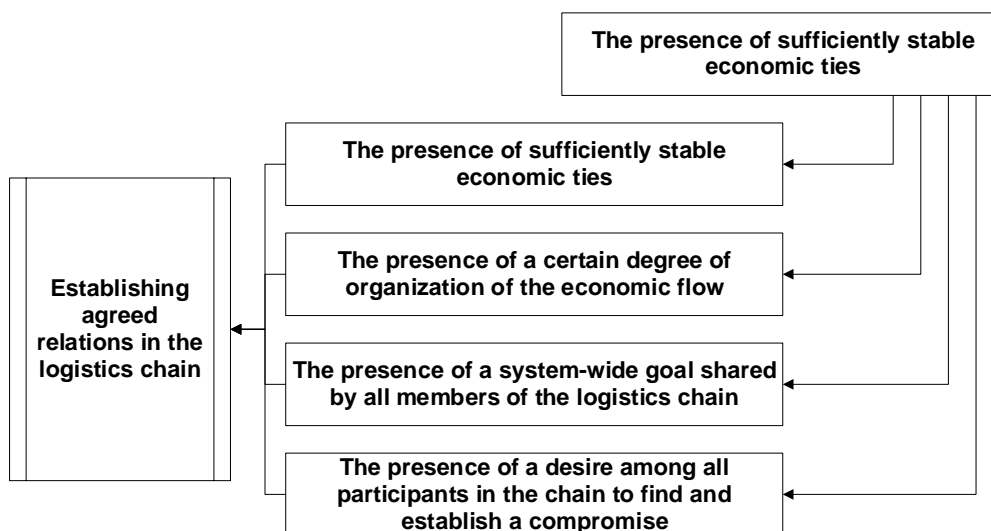 The presence of sufficiently stable
economic ties
The presence of sufficiently stable
economic ties
The presence of a certain degree of
organization of the economic flow
Establishing
agreed
relations in the
logistics chain
The presence of a system-wide goal shared
by all members of the logistics chain
The presence of a desire among all
participants in the chain to find and
establish a compromise